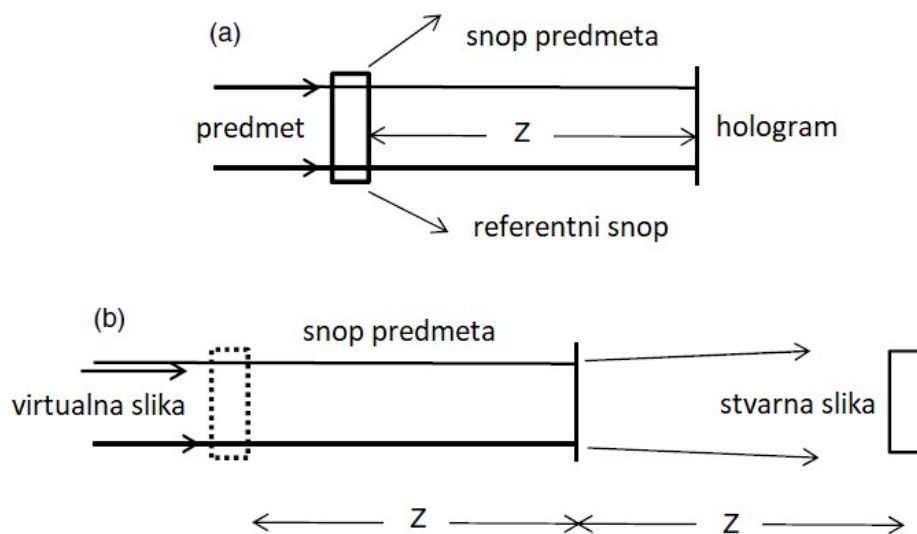 (a)
snop predmeta
predmet
Z
hologram
referentni snop
(b)
snop predmeta
virtualna slika
stvarna slika
Z
Z